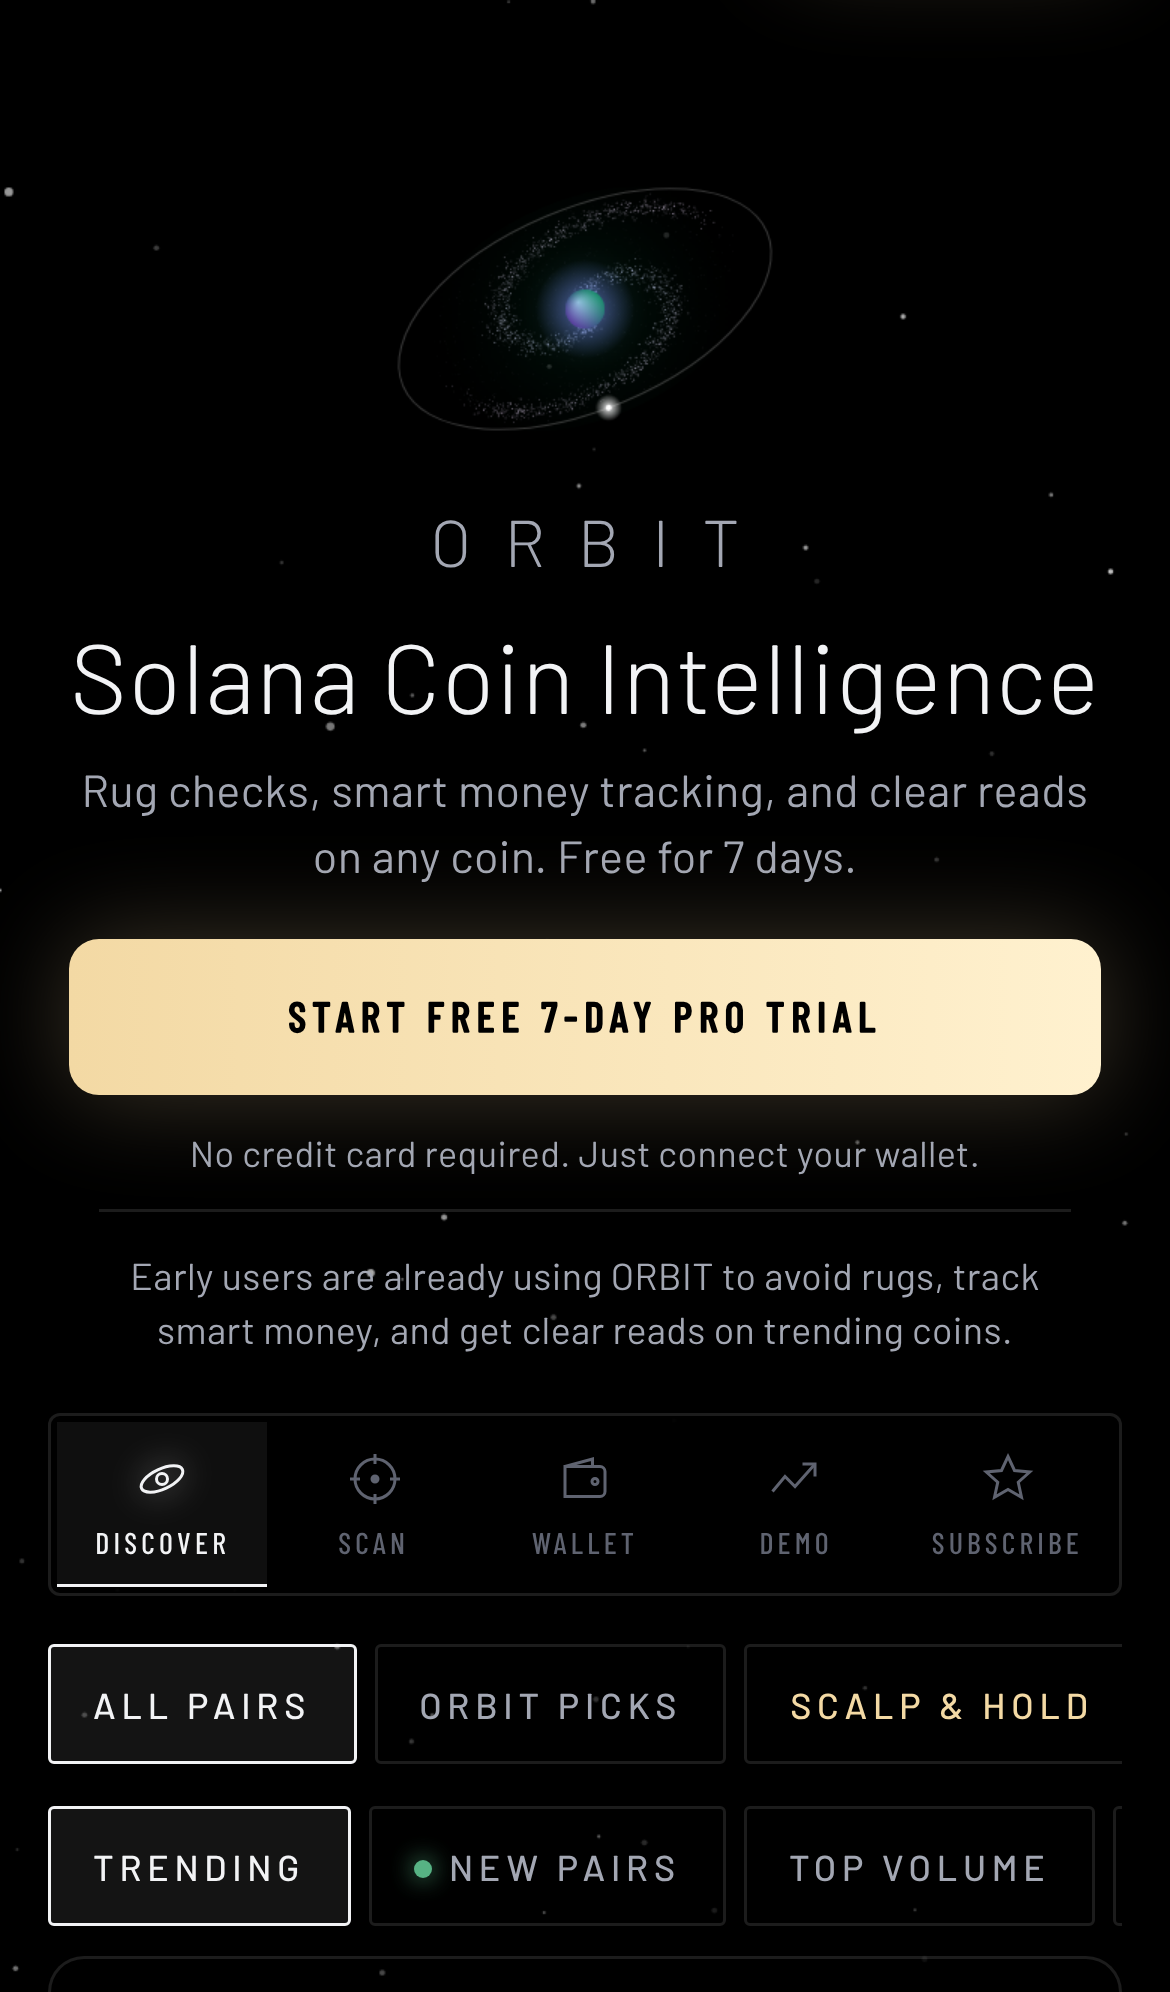 ORBIT
Solana Coin Intelligence
Rug checks, smart money tracking, and clear reads
on any coin. Free for 7 days.
START FREE 7-DAY PRO TRIAL
No credit card required. Just connect your wallet.
Early users are already using ORBIT to avoid rugs, track
smart money, and get clear reads on trending coins.
DISCOVER
SCAN
WALLET
DEMO
SUBSCRIBE
ALL PAIRS
ORBIT PICKS
SCALP & HOLD
TRENDING
NEW PAIRS
TOP VOLUME